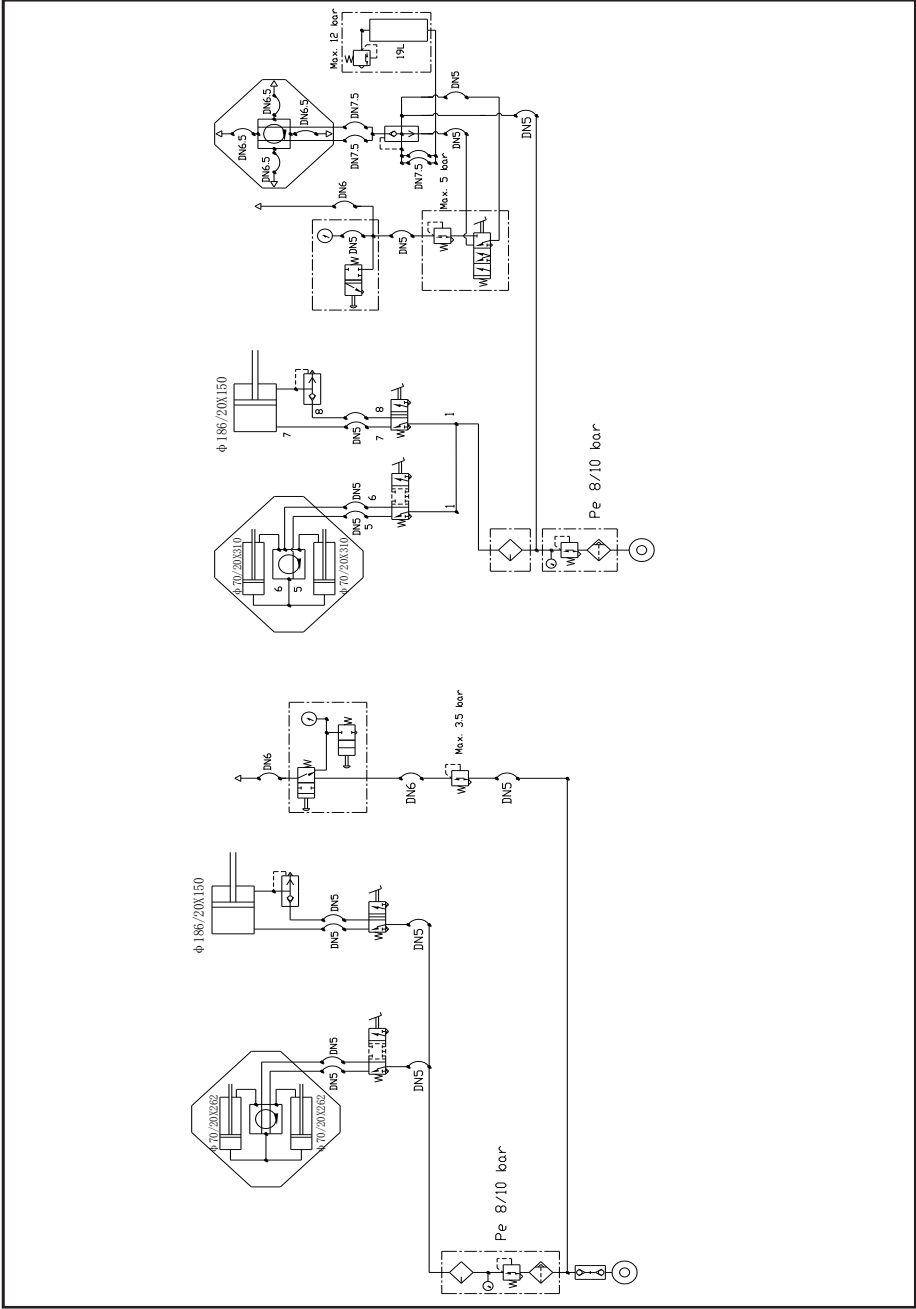 Max. 12 bar
19L
DN6.5
DN6.5
DN6.5
DN6.5
DN7.5
DN7.5
DN7.5
DN5
DN5
DN5
Max. 5 bar
DN6
DN5
DN5
W
W
W
W
W
φ186/20X150
7
8
DN5
7
8
W
1
φ70/20X310
φ70/20X310
6
5
DN5
DN5
6
5
W
1
Pe 8/10 bar
W
DN6
W
W
DN6
Max. 3.5 bar
W
DN5
φ186/20X150
DN5
DN5
W
DN5
φ70/20X262
φ70/20X262
DN5
DN5
W
DN5
Pe 8/10 bar
W